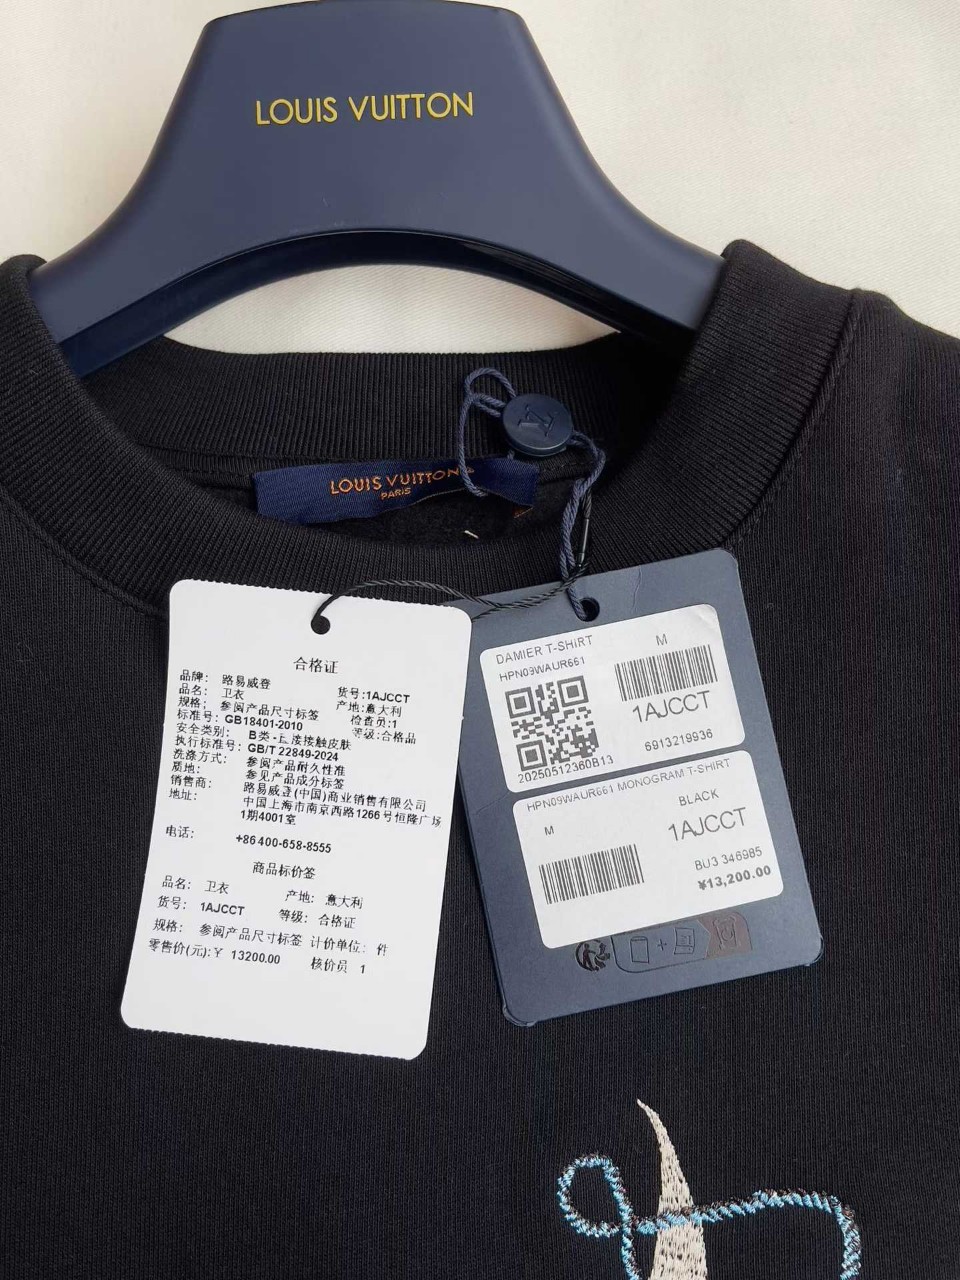 LOUIS VUITTON
LOUIS VUITTON
PARIS
合格证
品牌： 路易威登
品名： 卫衣
货号:1AJCCT
规格： 参阅产品尺寸标签
产地:意大利
标准号: GB18401-2010
检查员:1
安全类别： B类 - 接接触皮肤
等级:合格品
执行标准号: GB/T 22849-2024
洗涤方式： 参阅产品耐久性准
质地： 参见产品成分标签
销售商： 路易威登(中国)商业销售有限公司
地址： 中国上海市南京西路1266号恒隆广场
1期4001室
电话： +86 400-658-8555
商品标价签
品名： 卫衣 产地： 意大利
货号： 1AJCCT 等级： 合格证
规格： 参阅产品尺寸标签 计价单位： 件
零售价(元):￥ 13200.00 核价员 1
DAMIER T-SHIRT
HPN09WAUR661
M
1AJCCT
20250512360B13
6913219936
HPN09WAUR661 MONOGRAM T-SHIRT
M
BLACK
1AJCCT
BU3 346985
¥13,200.00